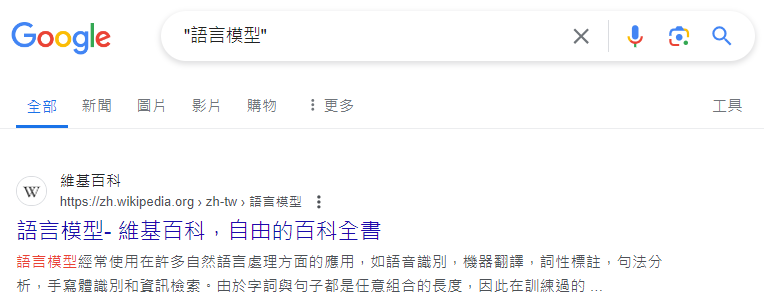 Google "語言模型"
全部 新聞 圖片 影片 購物 更多 工具
W 維基百科
https://zh.wikipedia.org › zh-tw › 語言模型
語言模型- 維基百科，自由的百科全書
語言模型經常使用在許多自然語言處理方面的應用，如語音識別，機器翻譯，詞性標註，句法分
析，手寫體識別和資訊檢索。由於字詞與句子都是任意組合的長度，因此在訓練過的 ...